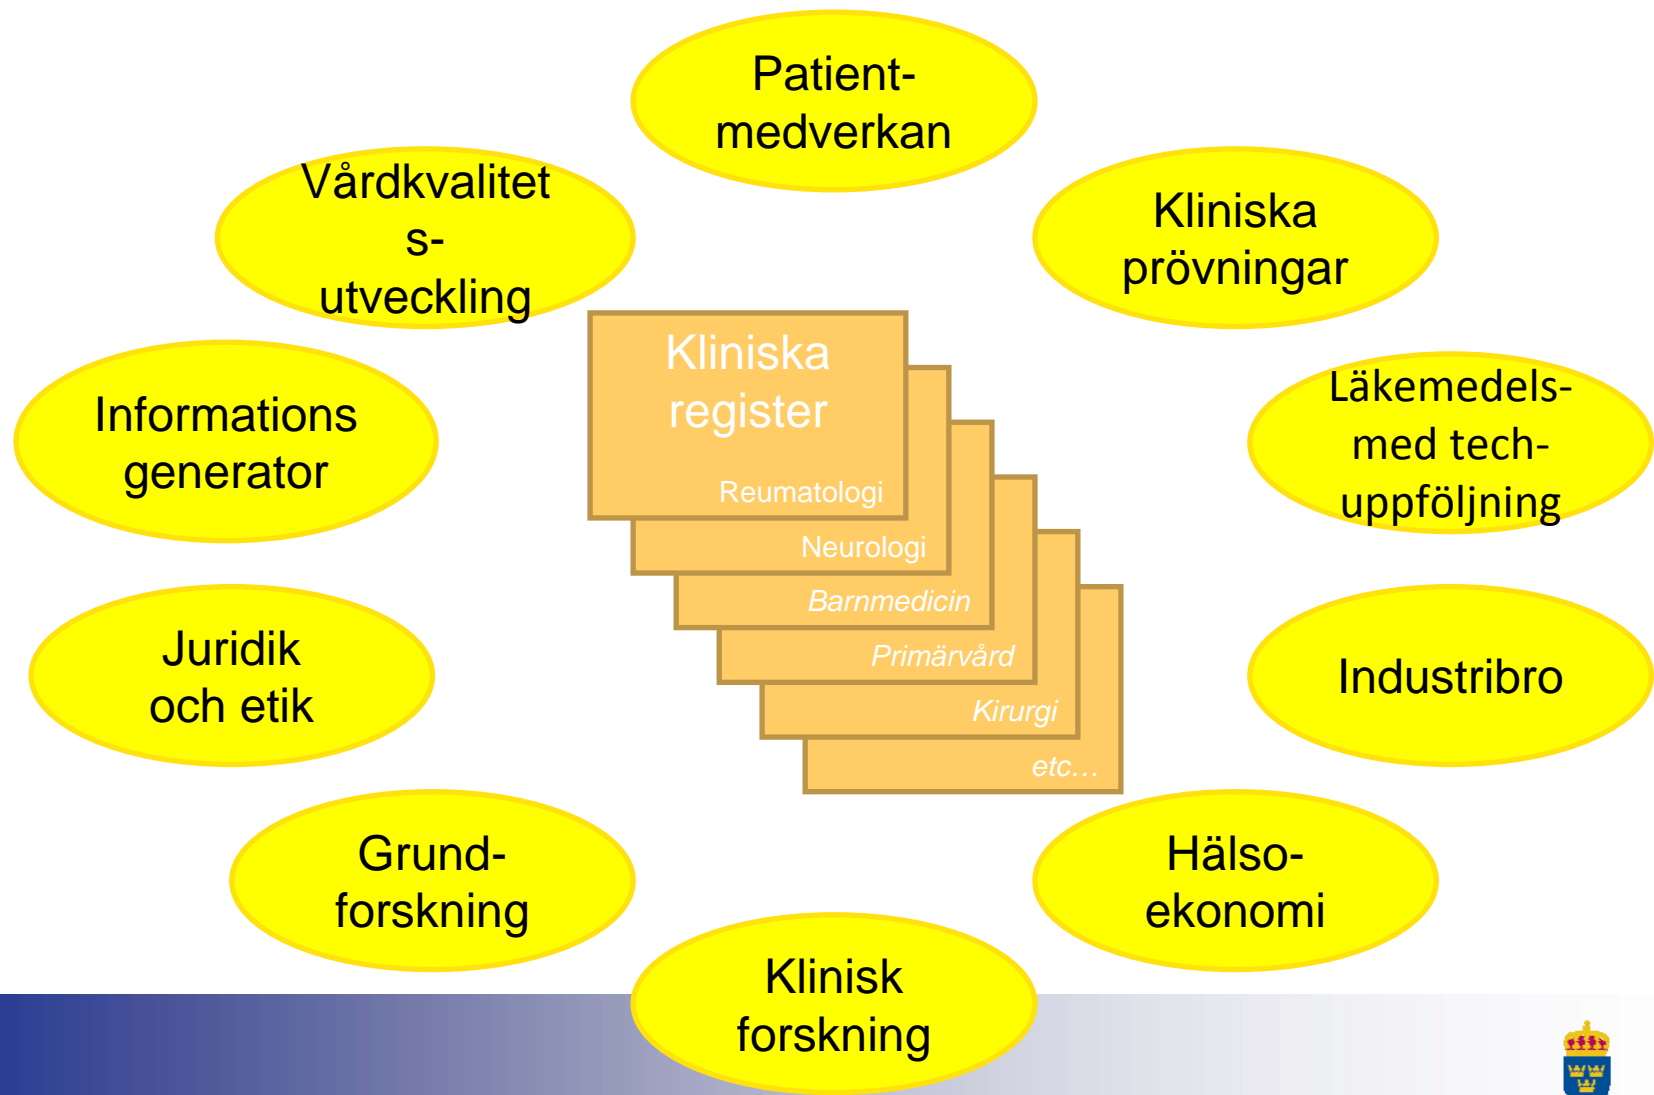 Patient-
medverkan
Vårdkvalitet
s-
utveckling
Kliniska
prövningar
Kliniska
register
Reumatologi
Neurologi
Barnmedicin
Primärvård
Kirurgi
etc…
Informations
generator
Läkemedels-
med tech-
uppföljning
Juridik
och etik
Industribro
Grund-
forskning
Hälso-
ekonomi
Klinisk
forskning